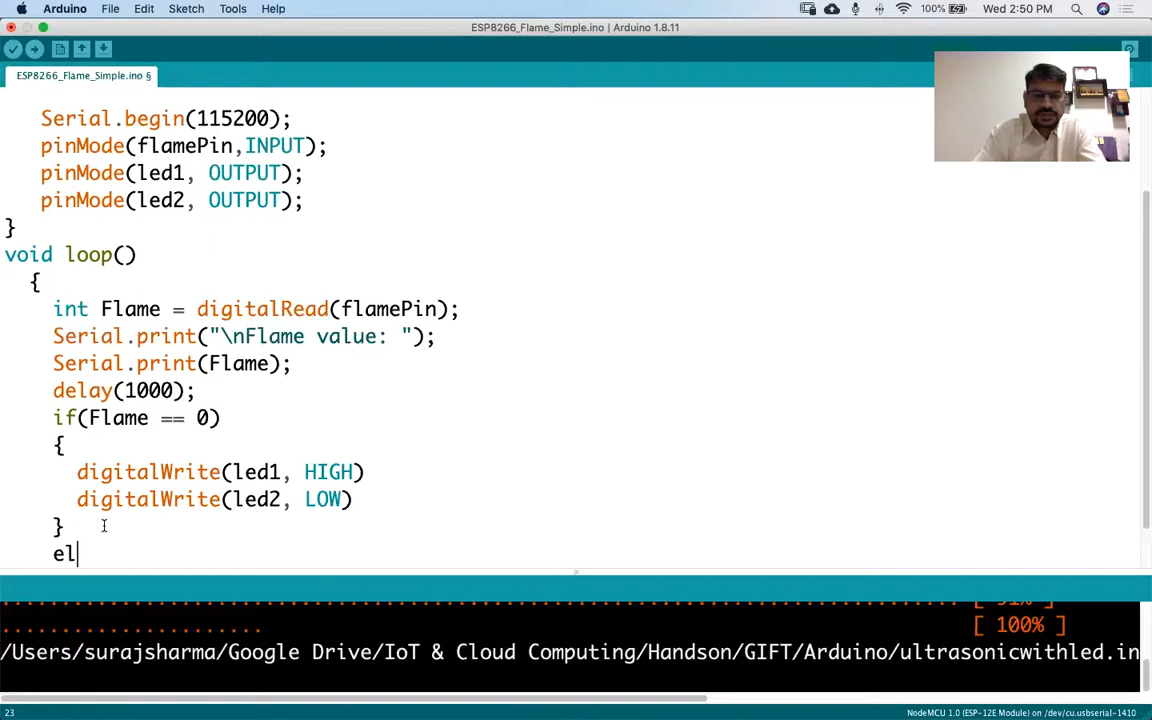 Arduino File Edit Sketch Tools Help 100% Wed 2:50 PM
ESP8266_Flame_Simple.ino | Arduino 1.8.11
ESP8266_Flame_Simple.ino §
Serial.begin(115200);
pinMode(flamePin,INPUT);
pinMode(led1, OUTPUT);
pinMode(led2, OUTPUT);
}
void loop()
{
int Flame = digitalRead(flamePin);
Serial.print("\nFlame value: ");
Serial.print(Flame);
delay(1000);
if(Flame == 0)
{
digitalWrite(led1, HIGH)
digitalWrite(led2, LOW)
}
el
...................... [ 100% ]
/Users/surajsharma/Google Drive/IoT & Cloud Computing/Handson/GIFT/Arduino/ultrasonicwithled.in
23 NodeMCU 1.0 (ESP-12E Module) on /dev/cu.usbserial-1410